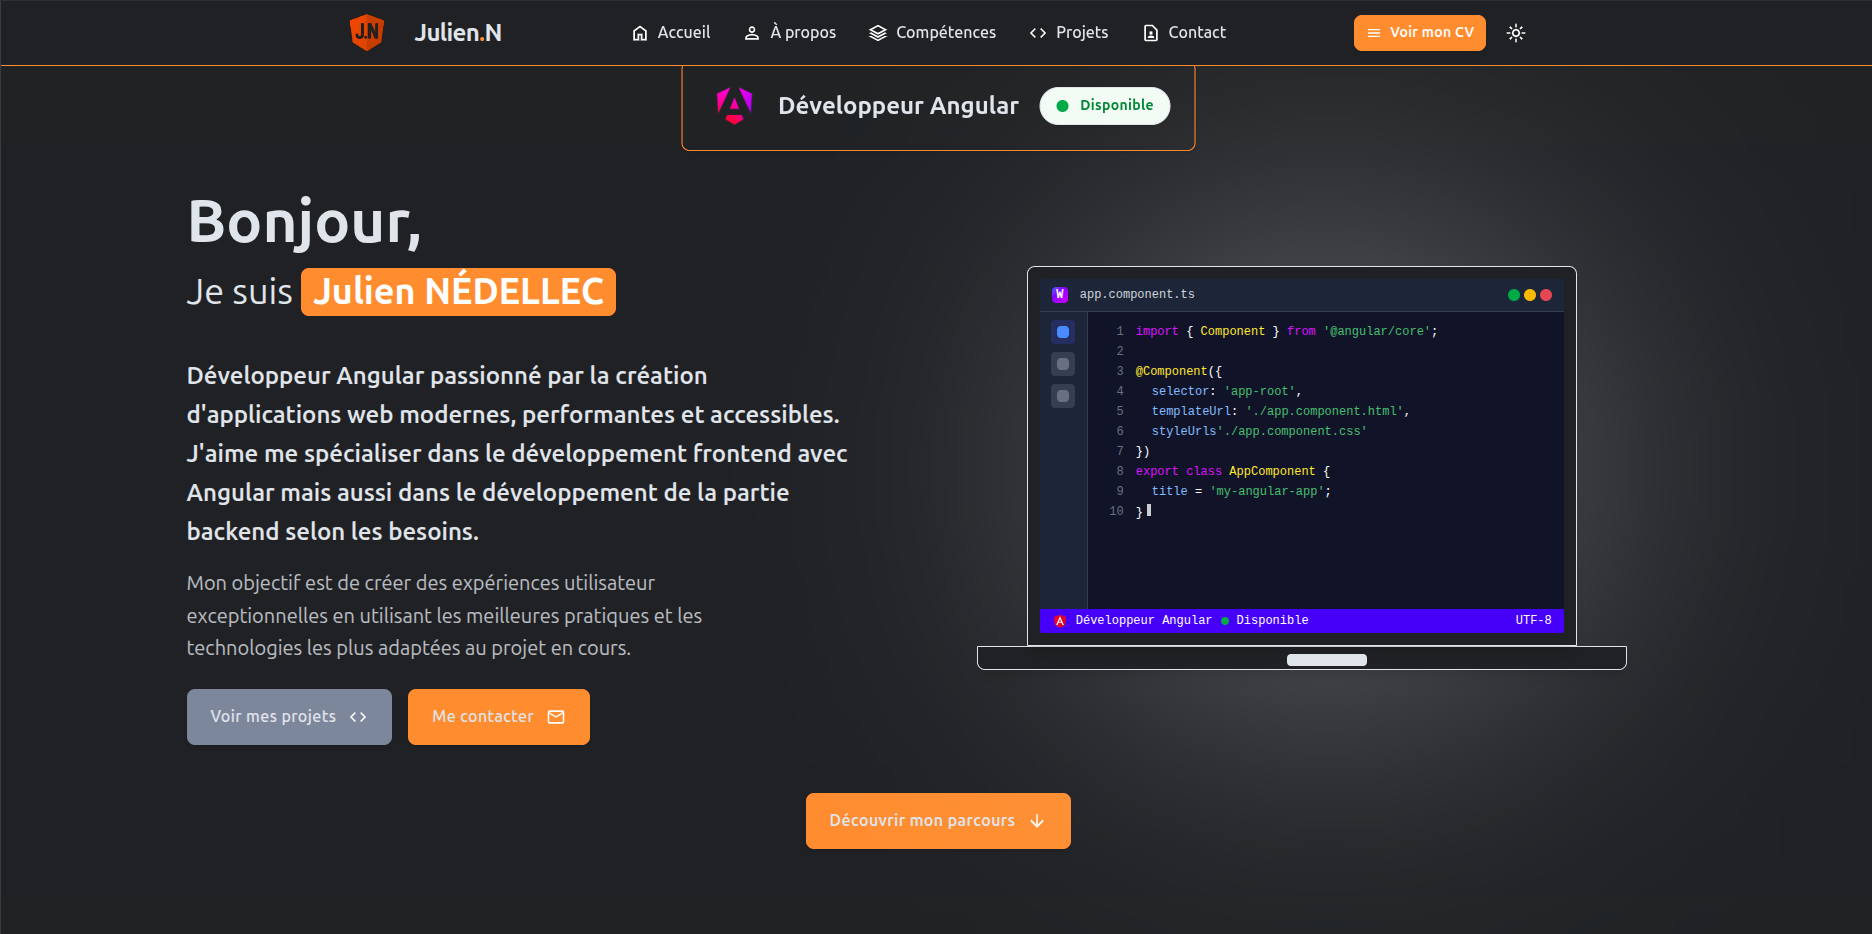 J.N Julien.N Accueil À propos Compétences Projets Contact Voir mon CV
Développeur Angular Disponible
Bonjour,
Je suis Julien NÉDELLEC
Développeur Angular passionné par la création
d'applications web modernes, performantes et accessibles.
J'aime me spécialiser dans le développement frontend avec
Angular mais aussi dans le développement de la partie
backend selon les besoins.
Mon objectif est de créer des expériences utilisateur
exceptionnelles en utilisant les meilleures pratiques et les
technologies les plus adaptées au projet en cours.
Voir mes projets Me contacter
W app.component.ts
1 import { Component } from '@angular/core';
2
3 @Component({
4 selector: 'app-root',
5 templateUrl: './app.component.html',
6 styleUrls'./app.component.css'
7 })
8 export class AppComponent {
9 title = 'my-angular-app';
10 }
A Développeur Angular Disponible UTF-8
Découvrir mon parcours